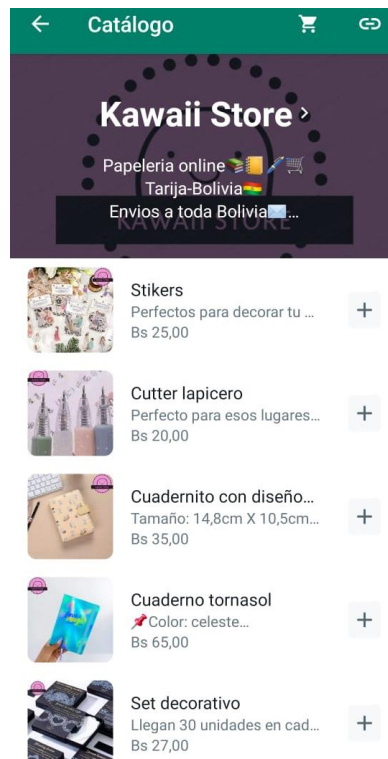 Catálogo
Kawaii Store
Papeleria online
Tarija-Bolivia
Envios a toda Bolivia...
KAWAII STORE
Stikers
Perfectos para decorar tu ...
Bs 25,00
Cutter lapicero
Perfecto para esos lugares...
Bs 20,00
Cuadernito con diseño...
Tamaño: 14,8cm X 10,5cm...
Bs 35,00
Cuaderno tornasol
Color: celeste...
Bs 65,00
Set decorativo
Llegan 30 unidades en cad...
Bs 27,00